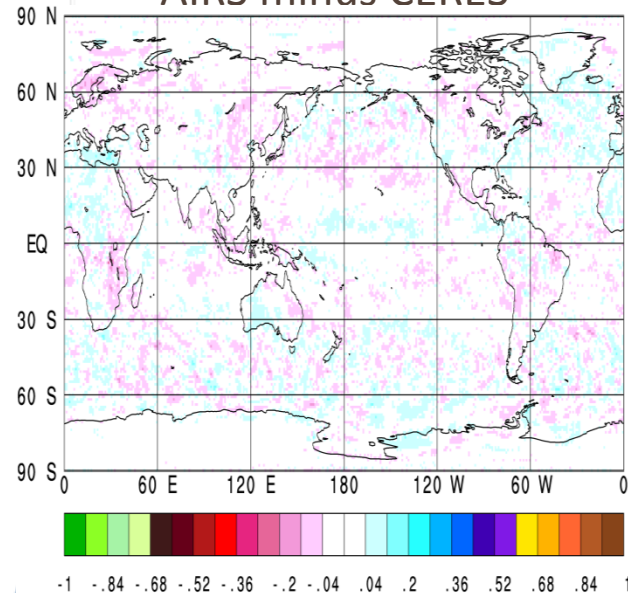 AIRS minus CERES
90 N
60 N
30 N
EQ
30 S
60 S
90 S
0 60 E 120 E 180 120 W 60 W 0
-1 -.84 -.68 -.52 -.36 -.2 -.04 .04 .2 .36 .52 .68 .84 1